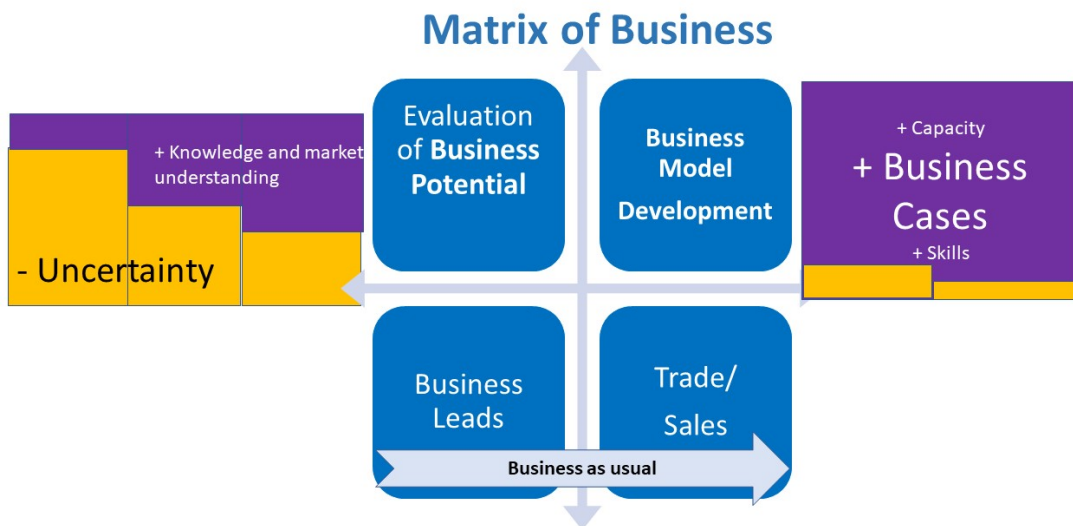 Matrix of Business
+ Knowledge and market
understanding
- Uncertainty
Evaluation
of Business
Potential
Business
Model
Development
+ Capacity
+ Business
Cases
+ Skills
Business
Leads
Trade/
Sales
Business as usual